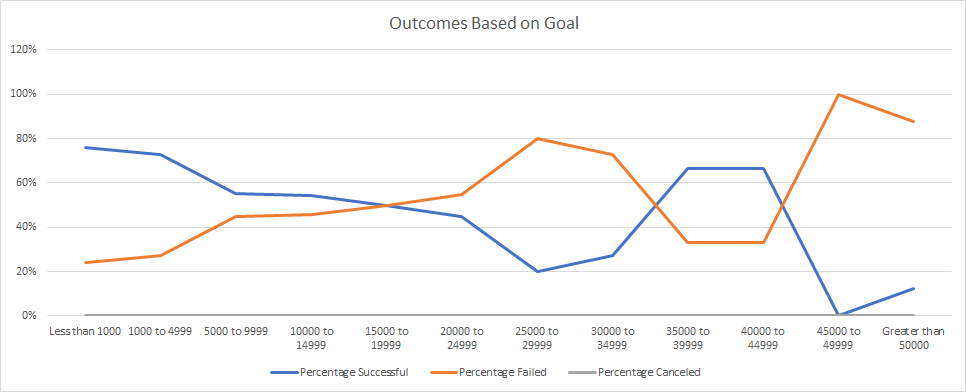 Outcomes Based on Goal
120%
100%
80%
60%
40%
20%
0%
Less than 1000 1000 to 4999 5000 to 9999 10000 to 15000 to 20000 to 25000 to 30000 to 35000 to 40000 to 45000 to Greater than
14999 19999 24999 29999 34999 39999 44999 49999 50000
Percentage Successful Percentage Failed Percentage Canceled